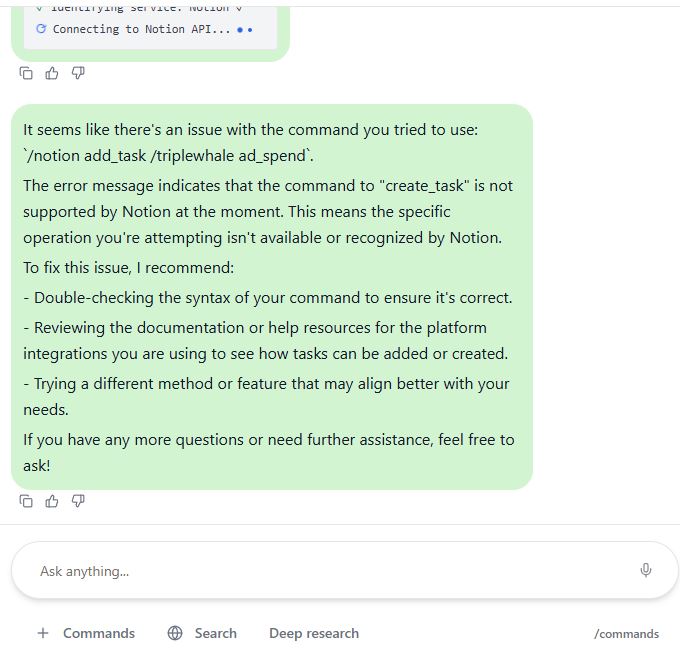 ✓ Identifying service: Notion ✓
Connecting to Notion API...
It seems like there's an issue with the command you tried to use:
`/notion add_task /triplewhale ad_spend`.
The error message indicates that the command to "create_task" is not
supported by Notion at the moment. This means the specific
operation you're attempting isn't available or recognized by Notion.
To fix this issue, I recommend:
- Double-checking the syntax of your command to ensure it's correct.
- Reviewing the documentation or help resources for the platform
integrations you are using to see how tasks can be added or created.
- Trying a different method or feature that may align better with your
needs.
If you have any more questions or need further assistance, feel free to
ask!
Ask anything...
Commands
Search
Deep research
/commands